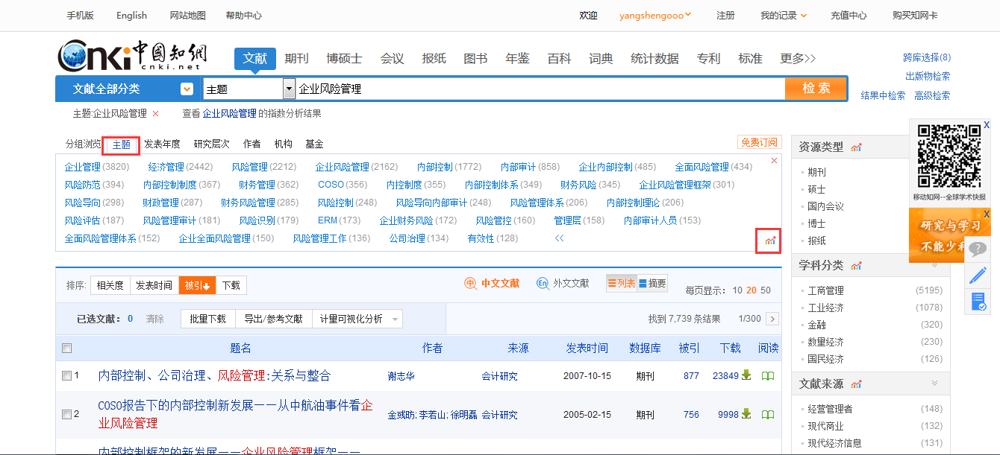 手机版 English 网站地图 帮助中心 欢迎 yangshengooo 注册 我的记录 充值中心 购买知网卡
cnki 中国知網 cnki.net 文献 期刊 博硕士 会议 报纸 图书 年鉴 百科 词典 统计数据 专利 标准 更多>> 跨库选择(8)
出版物检索
文献全部分类 主题 企业风险管理 检索 结果中检索 高级检索
主题:企业风险管理 × 查看 企业风险管理 的指数分析结果
分组浏览 主题 发表年度 研究层次 作者 机构 基金 免费订阅
企业管理(3820) 经济管理(2442) 风险管理(2212) 企业风险管理(2162) 内部控制(1772) 内部审计(858) 企业内部控制(485) 全面风险管理(434) ×
风险防范(394) 内部控制制度(367) 财务管理(362) COSO(356) 内控制度(355) 内部控制体系(349) 财务风险(345) 企业风险管理框架(301)
风险导向(298) 财政管理(287) 财务风险管理(285) 风险控制(248) 风险导向内部审计(248) 风险管理体系(206) 内部控制理论(206)
风险评估(187) 风险管理审计(181) 风险识别(179) ERM(173) 企业财务风险(172) 风险管控(160) 管理层(158) 内部审计人员(153)
全面风险管理体系(152) 企业全面风险管理(150) 风险管理工作(136) 公司治理(134) 有效性(128) <<
排序: 相关度 发表时间 被引↓ 下载 中 中文文献 En 外文文献 列表 摘要 每页显示: 10 20 50
已选文献: 0 清除 批量下载 导出/参考文献 计量可视化分析 找到 7,739 条结果 1/300 >
题名 作者 来源 发表时间 数据库 被引 下载 阅读
1 内部控制、公司治理、风险管理:关系与整合 谢志华 会计研究 2007-10-15 期刊 877 23849
2 COSO报告下的内部控制新发展——从中航油事件看企业风险管理 金彧昉; 李若山; 徐明磊 会计研究 2005-02-15 期刊 756 9998
内部控制框架的新发展——企业风险管理框架——
资源类型
期刊
硕士
国内会议
博士
报纸
学科分类
工商管理 (5195)
工业经济 (1078)
金融 (320)
数量经济 (230)
国民经济 (126)
文献来源
经营管理者 (148)
现代商业 (132)
现代经济信息 (131)
X
移动知网--全球学术快报
X
研究与学习
不能少
?